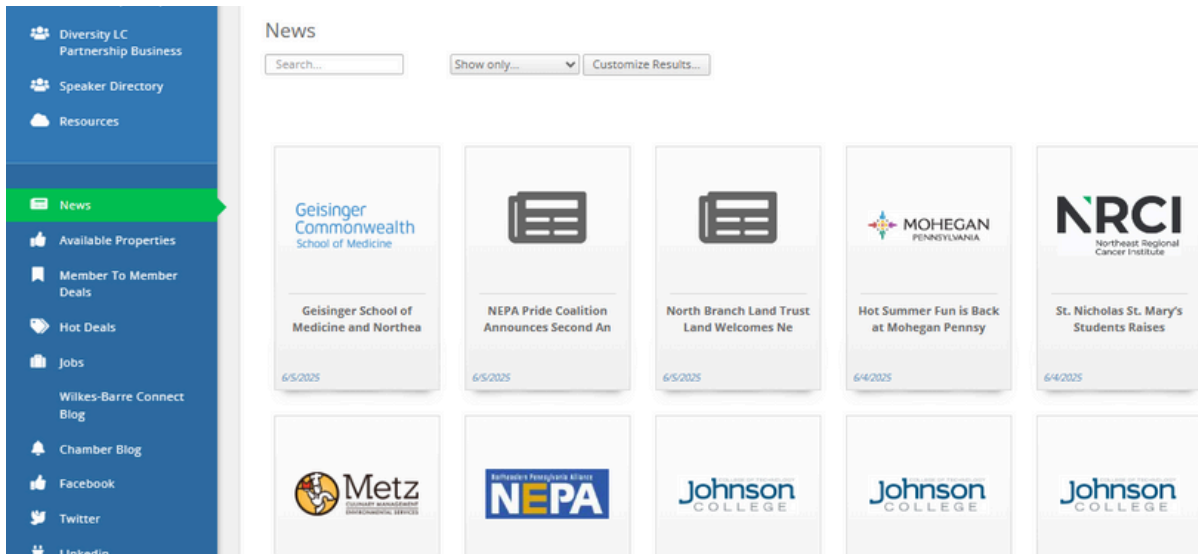 Diversity LC
Partnership Business
Speaker Directory
Resources
News
Available Properties
Member To Member
Deals
Hot Deals
Jobs
Wilkes-Barre Connect
Blog
Chamber Blog
Facebook
Twitter
Linkedin
News
Search...
Show only...
Customize Results...
Geisinger
Commonwealth
School of Medicine
Geisinger School of
Medicine and Northea
6/5/2025
NEPA Pride Coalition
Announces Second An
6/5/2025
North Branch Land Trust
Land Welcomes Ne
6/5/2025
MOHEGAN
PENNSYLVANIA
Hot Summer Fun is Back
at Mohegan Pennsy
6/4/2025
NRCI
Northeast Regional
Cancer Institute
St. Nicholas St. Mary's
Students Raises
6/4/2025
Metz
CULINARY MANAGEMENT
ENVIRONMENTAL SERVICES
Northeastern Pennsylvania Alliance
NEPA
Johnson
COLLEGE
Johnson
COLLEGE
Johnson
COLLEGE